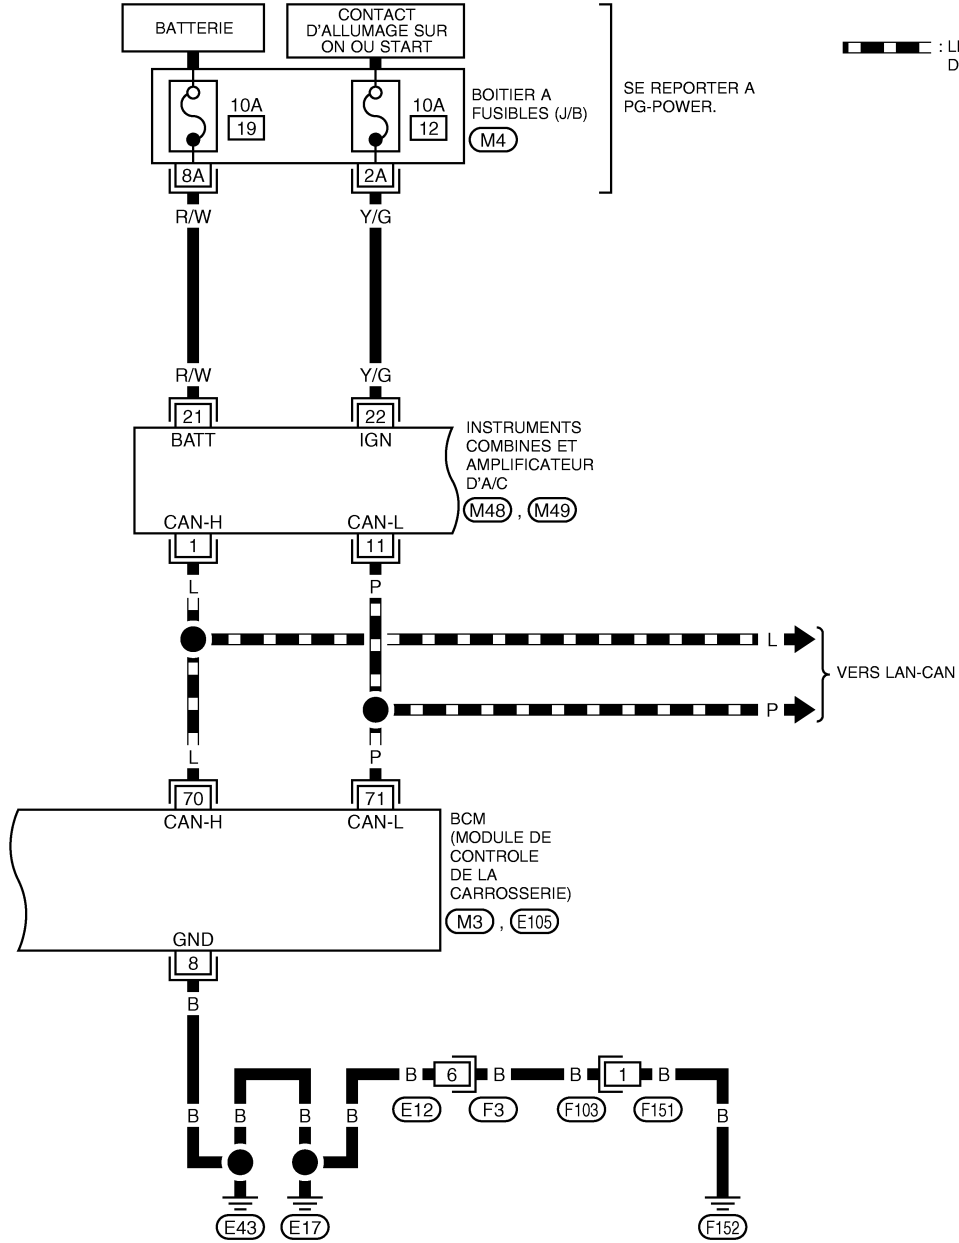 BATTERIE
CONTACT
D'ALLUMAGE SUR
ON OU START
: LI
D
10A
19
10A
12
BOITIER A
FUSIBLES (J/B)
M4
SE REPORTER A
PG-POWER.
8A
2A
R/W
Y/G
R/W
Y/G
21
22
BATT
IGN
INSTRUMENTS
COMBINES ET
AMPLIFICATEUR
D'A/C
M48 , M49
CAN-H
CAN-L
1
11
L
P
L
VERS LAN-CAN
P
L
P
70
71
CAN-H
CAN-L
BCM
(MODULE DE
CONTROLE
DE LA
CARROSSERIE)
M3 , E105
GND
8
B
B
6
B
B
1
B
E12
F3
F103
F151
B
B
B
B
B
E43
E17
F152